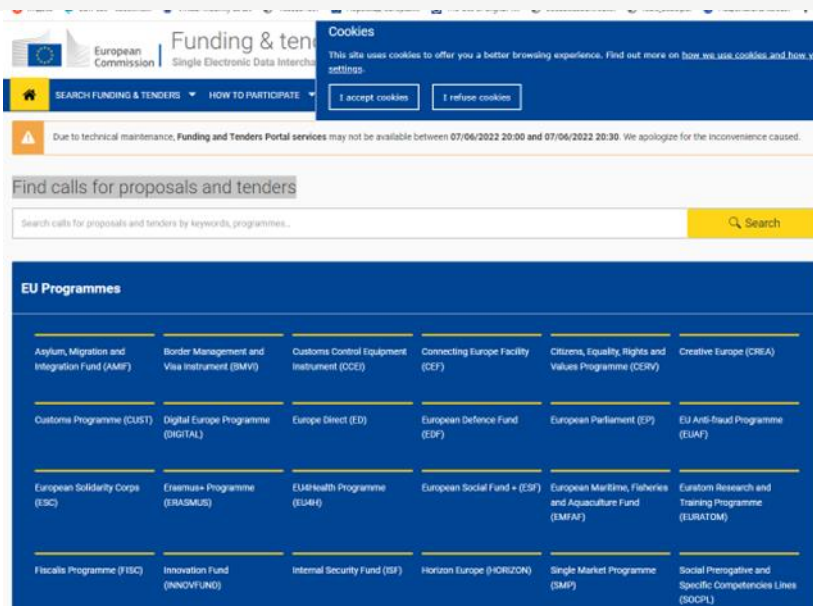 European
Commission
Funding & ten
Single Electronic Data Intercha
Cookies
This site uses cookies to offer you a better browsing experience. Find out more on how we use cookies and how y
settings.
I accept cookies
I refuse cookies
SEARCH FUNDING & TENDERS
HOW TO PARTICIPATE
Due to technical maintenance, Funding and Tenders Portal services may not be available between 07/06/2022 20:00 and 07/06/2022 20:30. We apologize for the inconvenience caused.
Find calls for proposals and tenders
Search calls for proposals and tenders by keywords, programmes...
Search
EU Programmes
Asylum, Migration and
Integration Fund (AMIF)
Border Management and
Visa Instrument (BMVI)
Customs Control Equipment
Instrument (CCEI)
Connecting Europe Facility
(CEF)
Citizens, Equality, Rights and
Values Programme (CERV)
Creative Europe (CREA)
Customs Programme (CUST)
Digital Europe Programme
(DIGITAL)
Europe Direct (ED)
European Defence Fund
(EDF)
European Parliament (EP)
EU Anti-fraud Programme
(EUAF)
European Solidarity Corps
(ESC)
Erasmus+ Programme
(ERASMUS)
EU4Health Programme
(EU4H)
European Social Fund + (ESF)
European Maritime, Fisheries
and Aquaculture Fund
(EMFAF)
Euratom Research and
Training Programme
(EURATOM)
Fiscalis Programme (FISC)
Innovation Fund
(INNOVFUND)
Internal Security Fund (ISF)
Horizon Europe (HORIZON)
Single Market Programme
(SMP)
Social Prerogative and
Specific Competencies Lines
(SOCPL)